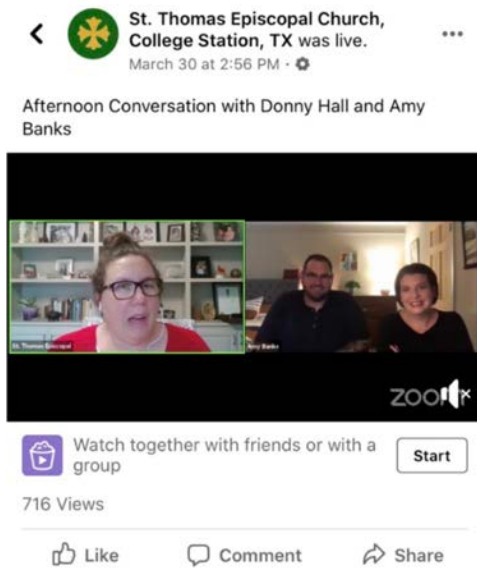 St. Thomas Episcopal Church,
College Station, TX was live.
March 30 at 2:56 PM ·
Afternoon Conversation with Donny Hall and Amy
Banks
St. Thomas Episcopal
Amy Banks
zoom
Watch together with friends or with a
group
Start
716 Views
Like
Comment
Share